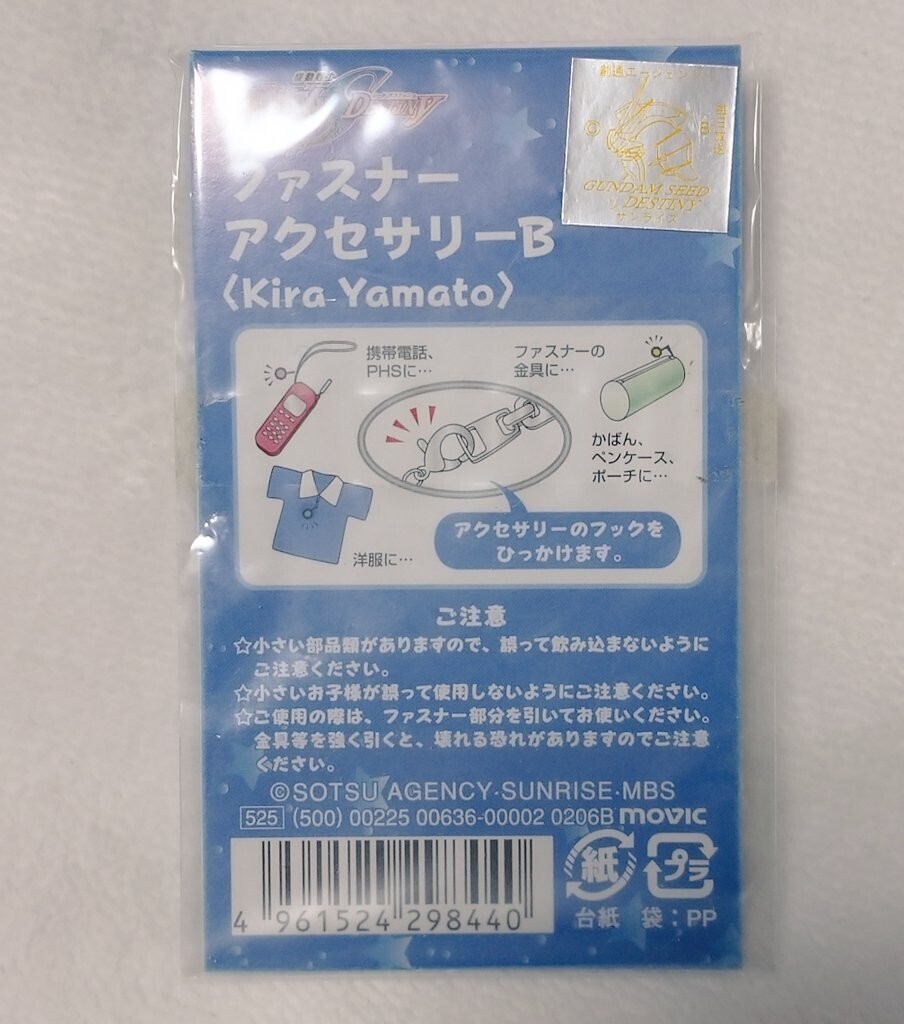 機動戦士
DESTINY
ファスナー
アクセサリーB
〈Kira Yamato〉
GUNDAM SEED
DESTINY
サンライズ
携帯電話、
PHSに…
ファスナーの
金具に…
かばん、
ペンケース、
ポーチに…
洋服に…
アクセサリーのフックを
ひっかけます。
ご注意
☆小さい部品類がありますので、誤って飲み込まないように
ご注意ください。
☆小さいお子様が誤って使用しないようにご注意ください。
☆ご使用の際は、ファスナー部分を引いてお使いください。
金具等を強く引くと、壊れる恐れがありますのでご注意
ください。
©SOTSU AGENCY·SUNRISE·MBS
525 (500) 00225 00636-00002 0206B movic
4 961524 298440
紙 プラ
台紙 袋：PP